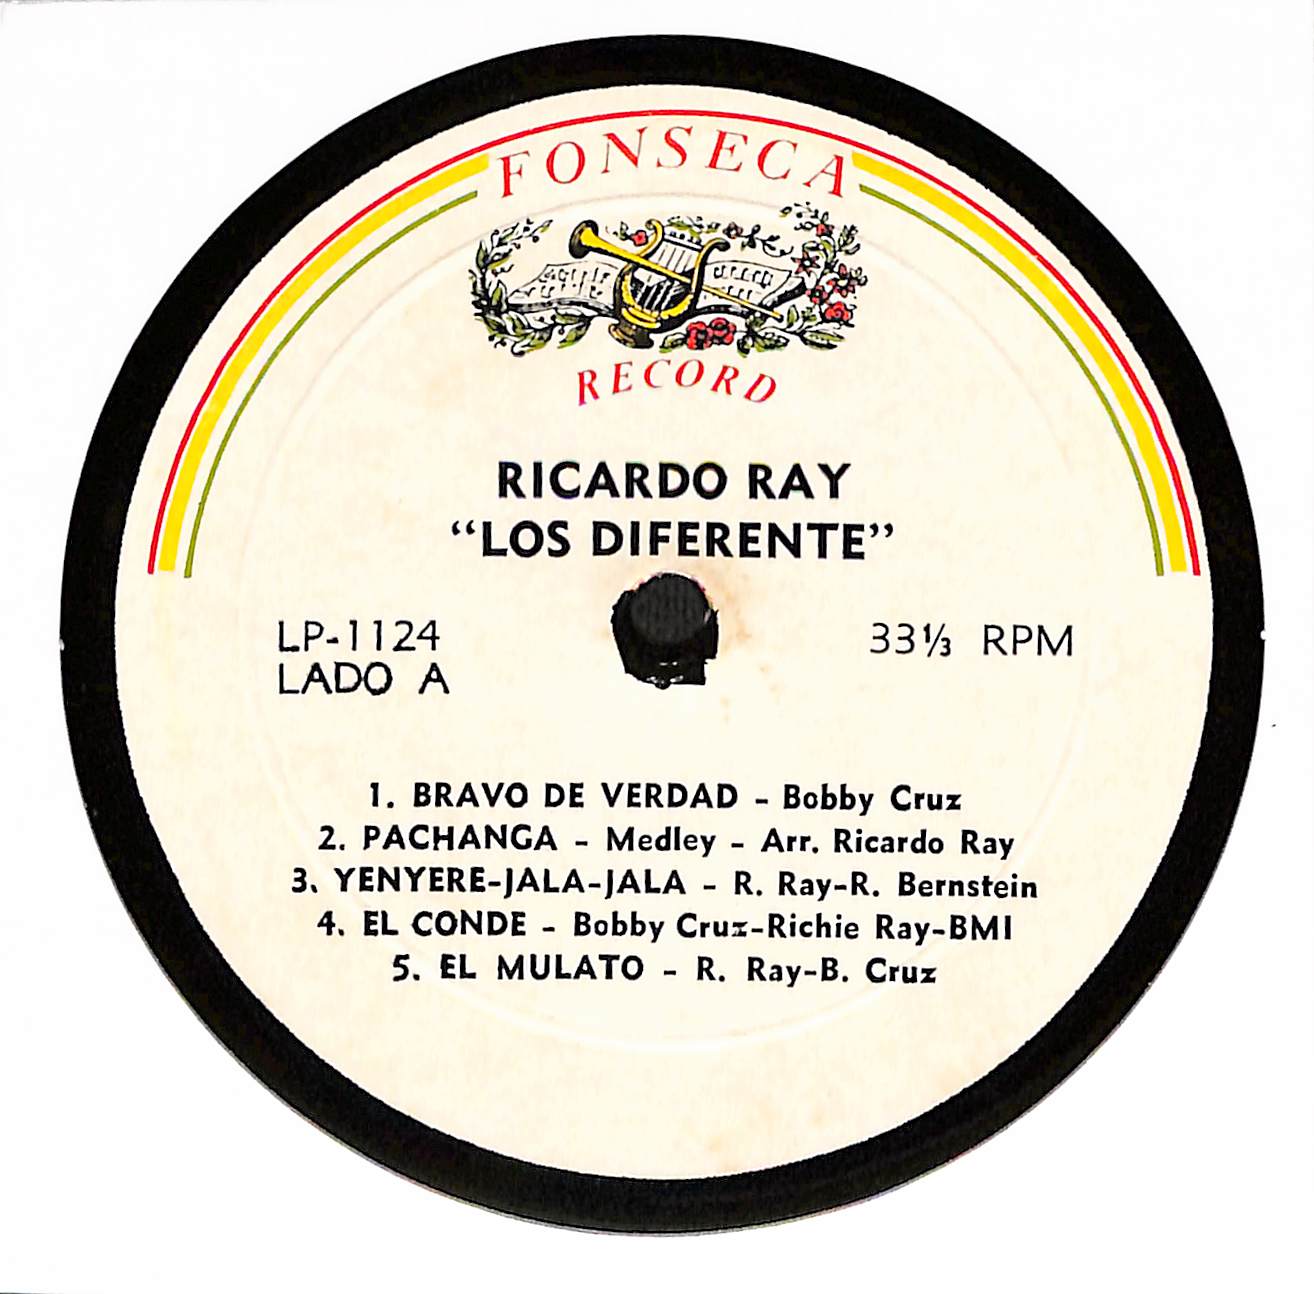 FONSECA
RECORD
RICARDO RAY
“LOS DIFERENTE”
LP-1124
33⅓ RPM
LADO A
1. BRAVO DE VERDAD - Bobby Cruz
2. PACHANGA - Medley - Arr. Ricardo Ray
3. YENYERE-JALA-JALA - R. Ray-R. Bernstein
4. EL CONDE - Bobby Cruz-Richie Ray-BMI
5. EL MULATO - R. Ray-B. Cruz